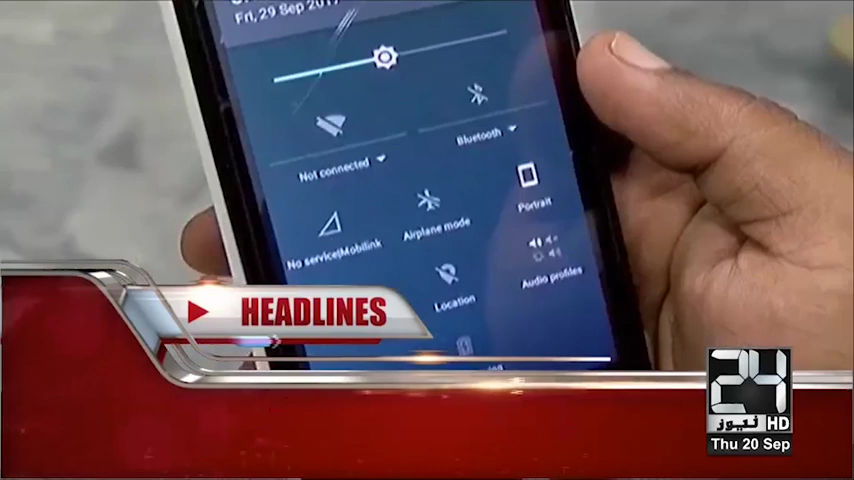 Fri, 29 Sep 2017
Not connected
Bluetooth
No service|Mobilink
Airplane mode
Portrait
Location
Audio profiles
HEADLINES
24
نیوز HD
Thu 20 Sep